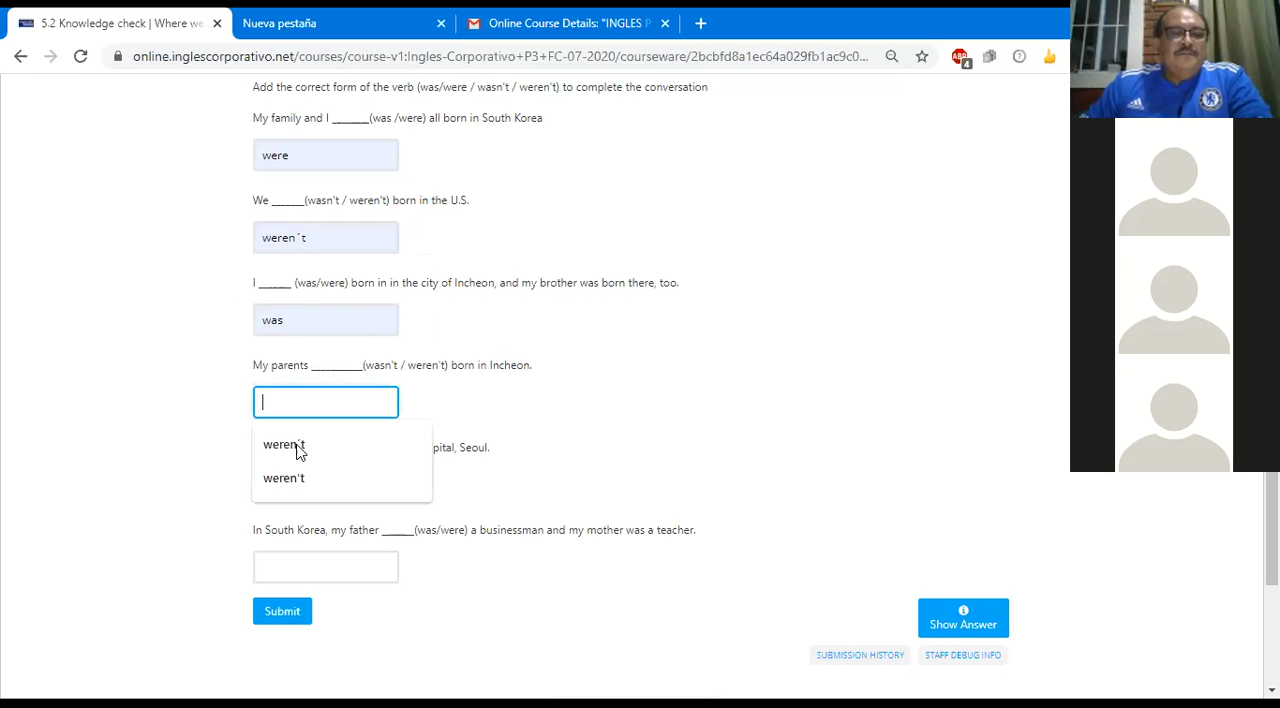 5.2 Knowledge check | Where we
Nueva pestaña
Online Course Details: "INGLES P
online.inglescorporativo.net/courses/course-v1:Ingles-Corporativo+P3+FC-07-2020/courseware/2bcbfd8a1ec64a029fb1ac9c0...
4
Add the correct form of the verb (was/were / wasn't / weren't) to complete the conversation
My family and I ______(was /were) all born in South Korea
were
We ______(wasn't / weren't) born in the U.S.
weren´t
I ______ (was/were) born in in the city of Incheon, and my brother was born there, too.
was
My parents _________(wasn't / weren't) born in Incheon.
weren´t
pital, Seoul.
weren't
In South Korea, my father ______(was/were) a businessman and my mother was a teacher.
Submit
Show Answer
SUBMISSION HISTORY
STAFF DEBUG INFO